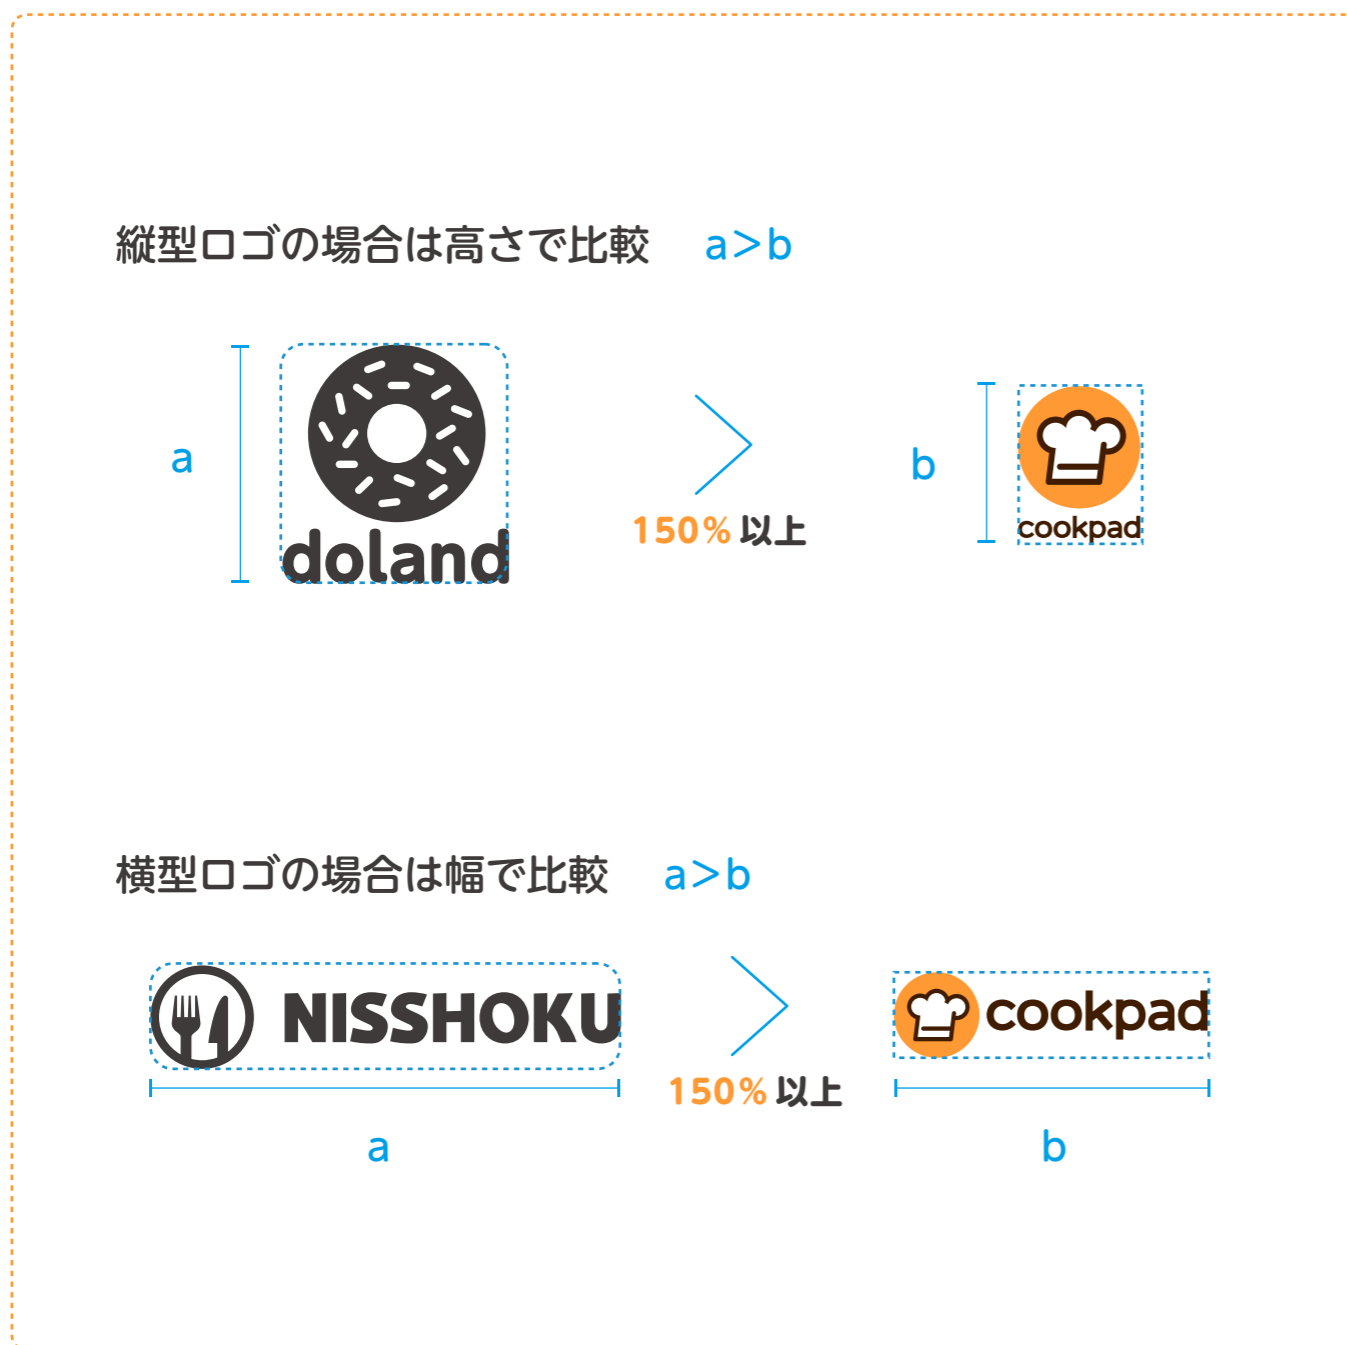 縦型ロゴの場合は高さで比較 a>b
a
doland
150% 以上
b
cookpad
横型ロゴの場合は幅で比較 a>b
NISSHOKU
150% 以上
cookpad
a
b